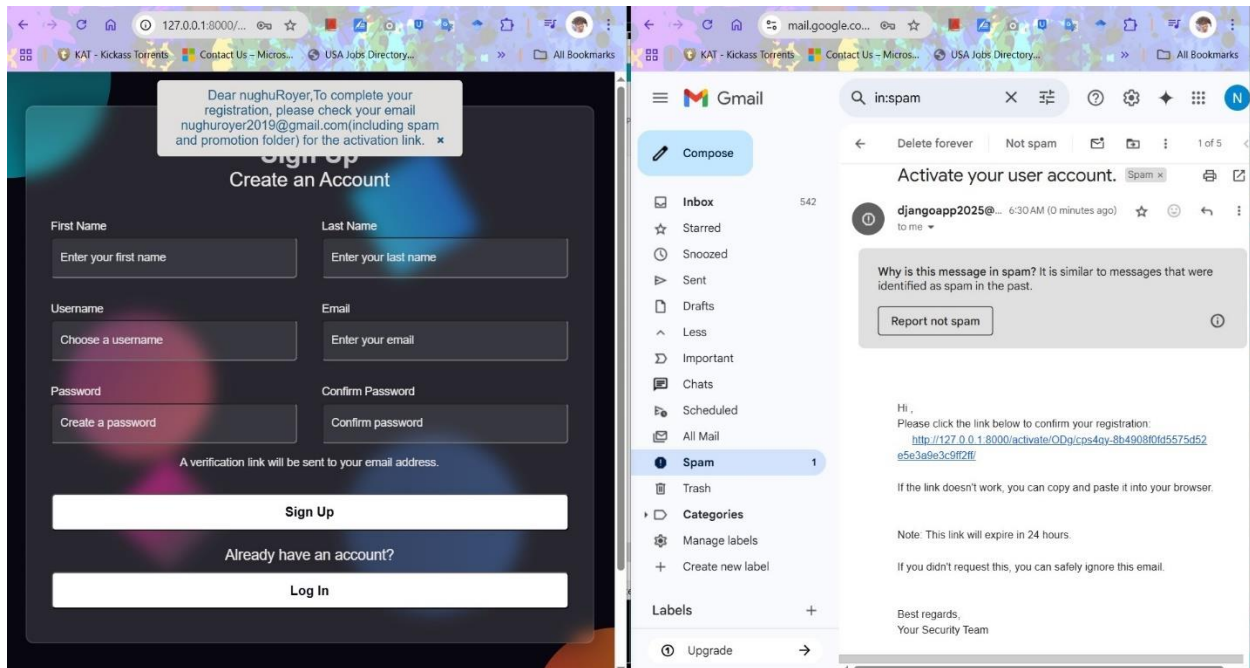 127.0.0.1:8000/...
KAT - Kickass Torrents
Contact Us – Micros...
USA Jobs Directory...
»
All Bookmarks
Dear nughuRoyer,To complete your
registration, please check your email
nughuroyer2019@gmail.com(including spam
and promotion folder) for the activation link. ×
Sign Up
Create an Account
First Name
Last Name
Enter your first name
Enter your last name
Username
Email
Choose a username
Enter your email
Password
Confirm Password
Create a password
Confirm password
A verification link will be sent to your email address.
Sign Up
Already have an account?
Log In
mail.google.co...
KAT - Kickass Torrents
Contact Us – Micros...
USA Jobs Directory...
»
All Bookmarks
Gmail
in:spam
N
Compose
Inbox 542
Starred
Snoozed
Sent
Drafts
Less
Important
Chats
Scheduled
All Mail
Spam 1
Trash
Categories
Manage labels
Create new label
Labels
Upgrade
Delete forever
Not spam
1 of 5
Activate your user account. Spam ×
djangoapp2025@... 6:30 AM (0 minutes ago)
to me
Why is this message in spam? It is similar to messages that were
identified as spam in the past.
Report not spam
Hi ,
Please click the link below to confirm your registration:
http://127.0.0.1:8000/activate/ODg/cps4qy-8b4908f0fd5575d52
e5e3a9e3c9ff2ff/
If the link doesn't work, you can copy and paste it into your browser.
Note: This link will expire in 24 hours.
If you didn't request this, you can safely ignore this email.
Best regards,
Your Security Team